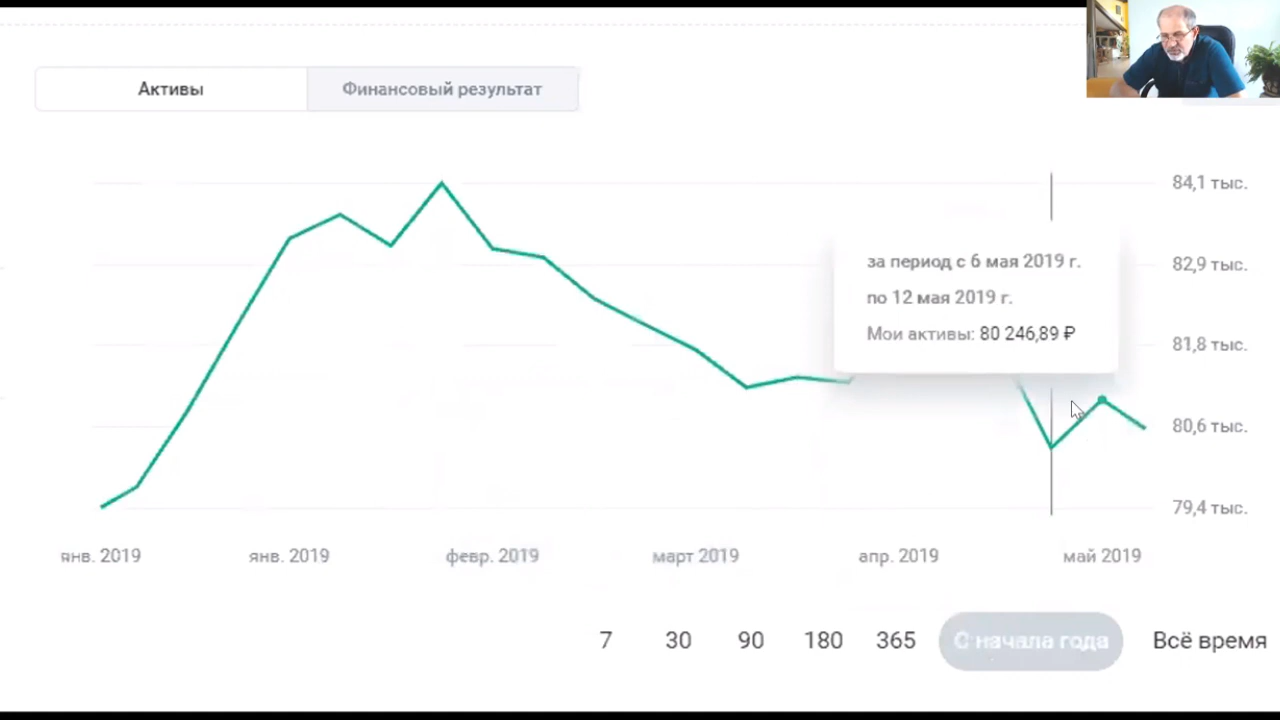 Активы
Финансовый результат
84,1 тыс.
за период с 6 мая 2019 г.
82,9 тыс.
по 12 мая 2019 г.
Мои активы: 80 246,89 ₽
81,8 тыс.
80,6 тыс.
79,4 тыс.
янв. 2019
янв. 2019
февр. 2019
март 2019
апр. 2019
май 2019
7
30
90
180
365
С начала года
Всё время